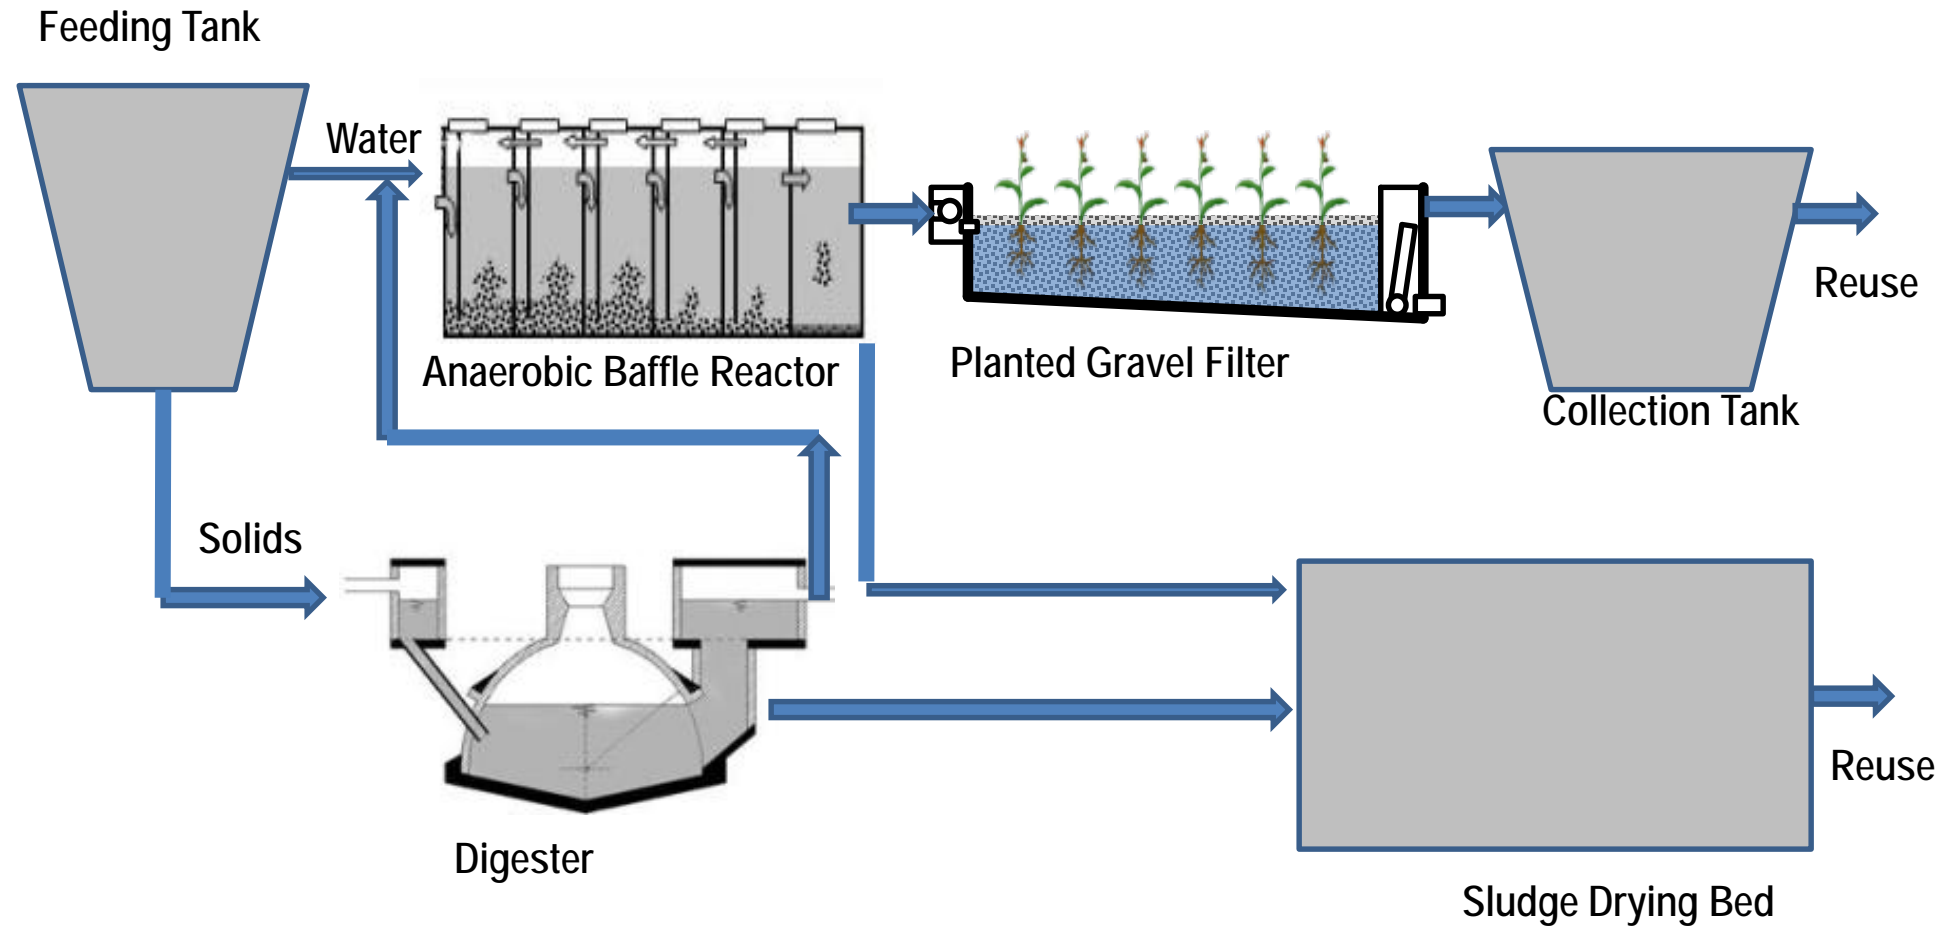 Feeding Tank
Water
Anaerobic Baffle Reactor
Planted Gravel Filter
Reuse
Collection Tank
Solids
Digester
Reuse
Sludge Drying Bed